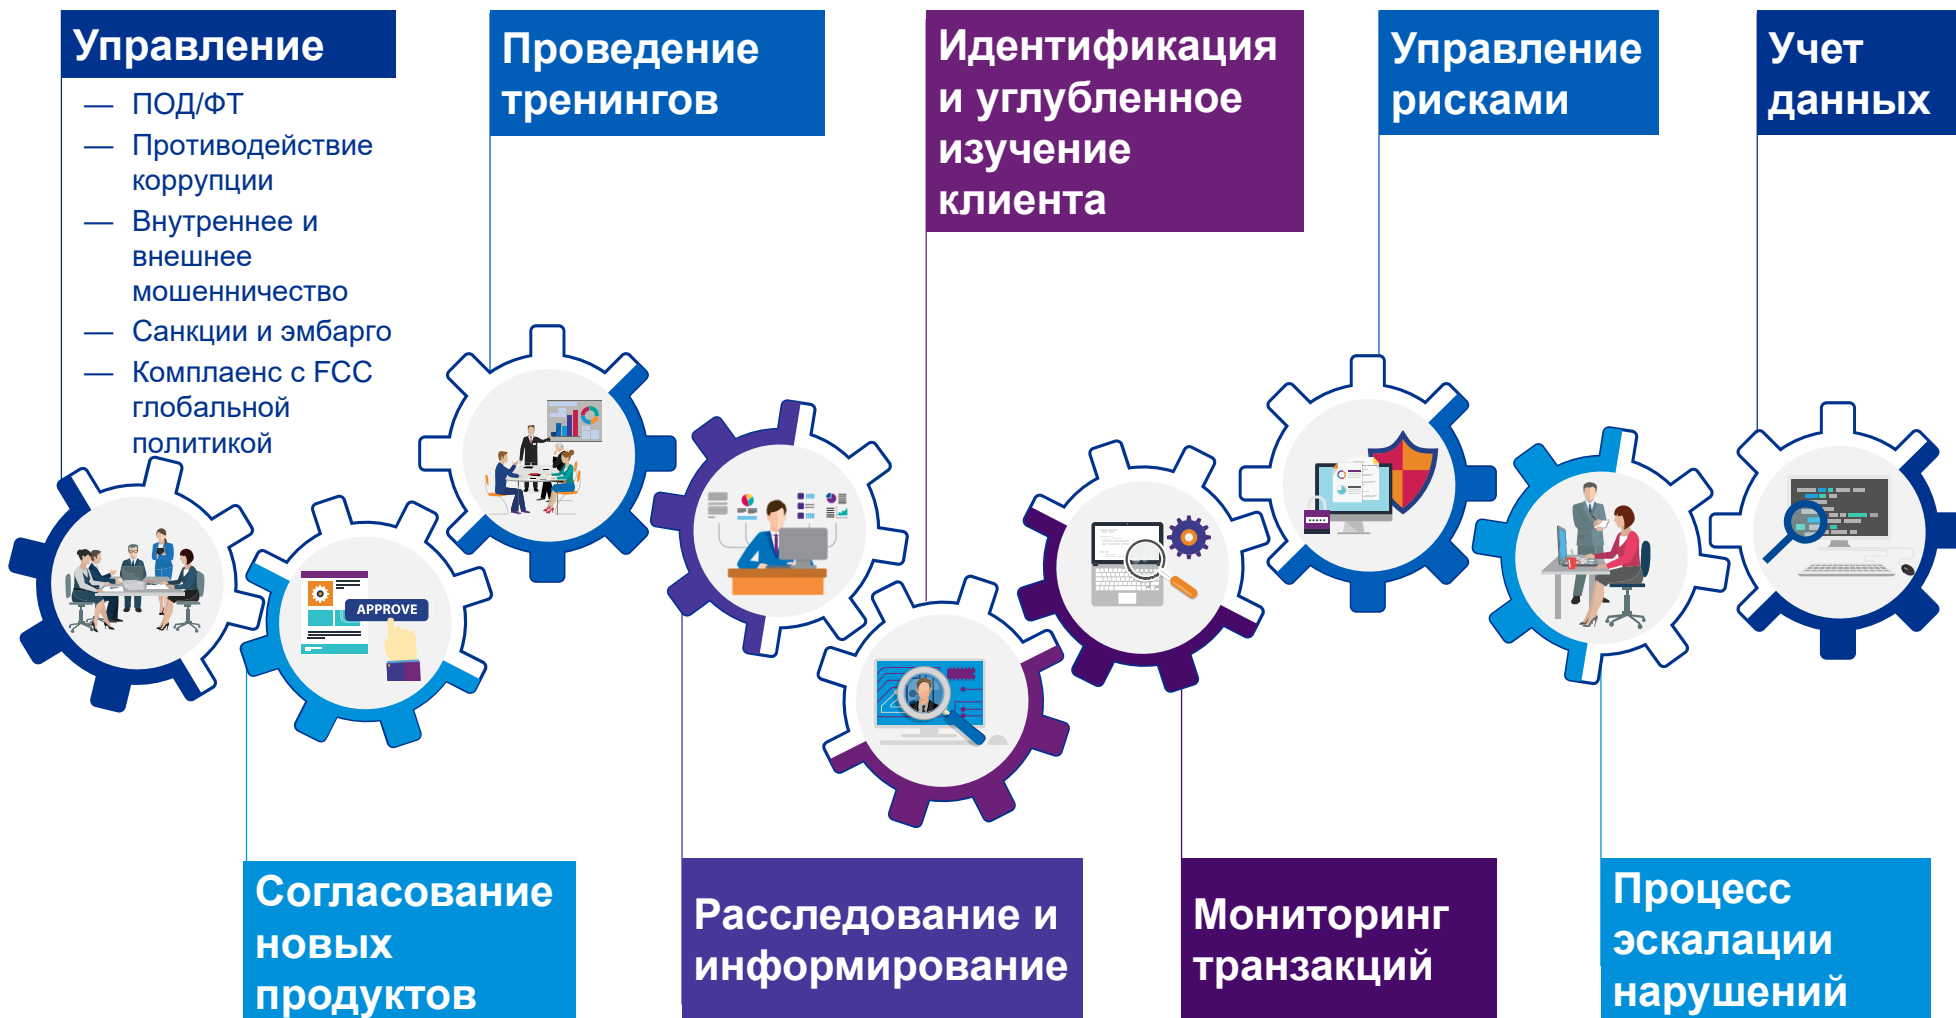 Управление
— ПОД/ФТ
— Противодействие
коррупции
— Внутреннее и
внешнее
мошенничество
— Санкции и эмбарго
— Комплаенс с FCC
глобальной
политикой
Проведение
тренингов
Идентификация
и углубленное
изучение
клиента
Управление
рисками
Учет
данных
APPROVE
Согласование
новых
продуктов
Расследование и
информирование
Мониторинг
транзакций
Процесс
эскалации
нарушений